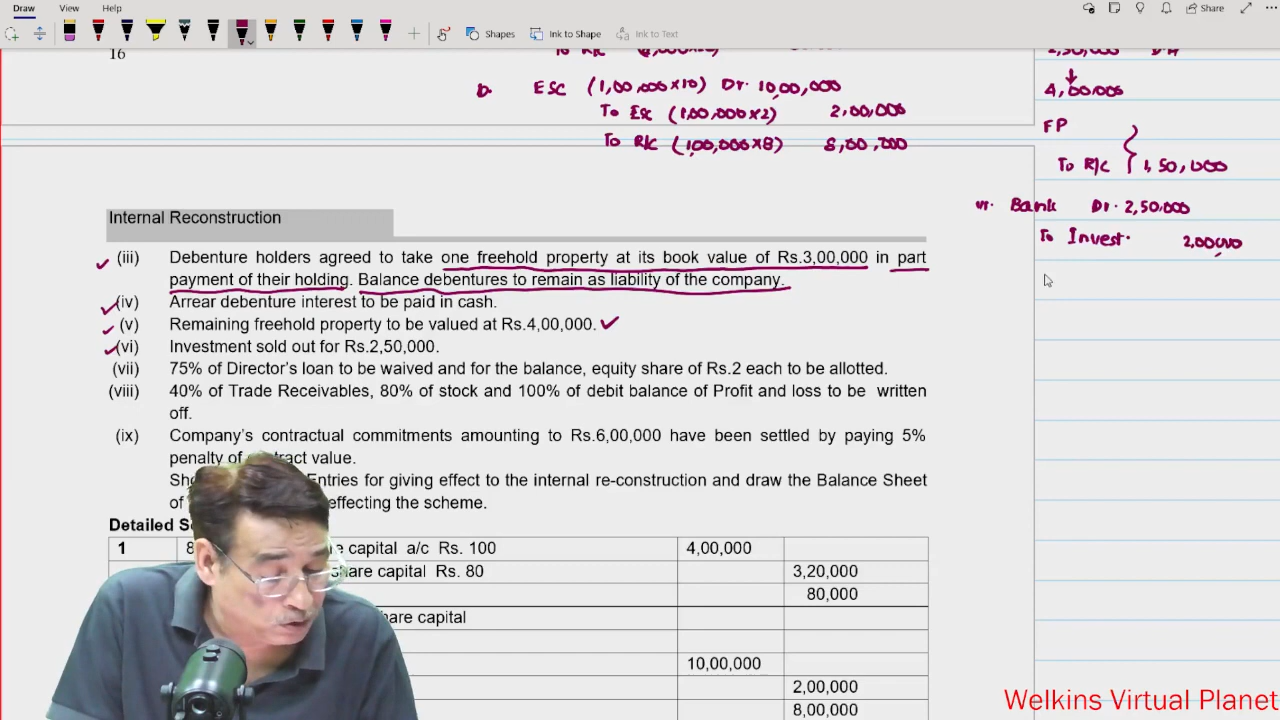 Draw View Help
Share
Shapes Ink to Shape Ink to Text
16
b. ESC (1,00,000x10) Dr. 10,00,000
To ESC (1,00,000x2) 2,00,000
To R/C (1,00,000x8) 8,00,000
4,00,000
FP
To R/C } 1,50,000
vi. Bank Dr. 2,50,000
To Invest. 2,00,000
Internal Reconstruction
(iii) Debenture holders agreed to take one freehold property at its book value of Rs.3,00,000 in part
payment of their holding. Balance debentures to remain as liability of the company.
(iv) Arrear debenture interest to be paid in cash.
(v) Remaining freehold property to be valued at Rs.4,00,000.
(vi) Investment sold out for Rs.2,50,000.
(vii) 75% of Director's loan to be waived and for the balance, equity share of Rs.2 each to be allotted.
(viii) 40% of Trade Receivables, 80% of stock and 100% of debit balance of Profit and loss to be written
off.
(ix) Company's contractual commitments amounting to Rs.6,00,000 have been settled by paying 5%
penalty of contract value.
Entries for giving effect to the internal re-construction and draw the Balance Sheet
of effecting the scheme.
Detailed
1 8 capital a/c Rs. 100 4,00,000
share capital Rs. 80 3,20,000
80,000
share capital
10,00,000
2,00,000
8,00,000
Welkins Virtual Planet